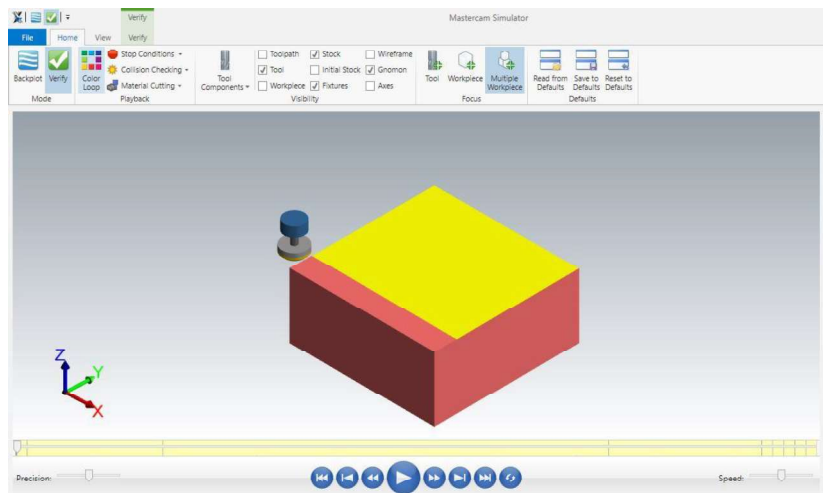 Verify
Mastercam Simulator
File Home View Verify
Stop Conditions
Collision Checking
Material Cutting
Backplot Verify
Color Loop
Tool Components
Toolpath Stock Wireframe
Tool Initial Stock Gnomon
Workpiece Fixtures Axes
Tool Workpiece Multiple Workpiece
Read from Defaults Save to Defaults Reset to Defaults
Mode Playback Visibility Focus Defaults
Z
Y
X
Precision:
Speed: